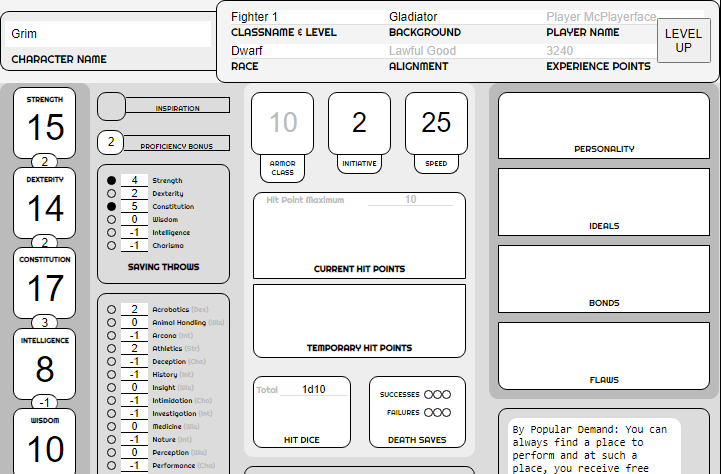 Grim
CHARACTER NAME
Fighter 1 Gladiator Player McPlayerface
CLASSNAME & LEVEL BACKGROUND PLAYER NAME
Dwarf Lawful Good 3240
RACE ALIGNMENT EXPERIENCE POINTS
LEVEL
UP
STRENGTH
15
2
DEXTERITY
14
2
CONSTITUTION
17
3
INTELLIGENCE
8
-1
WISDOM
10
INSPIRATION
2 PROFICIENCY BONUS
4 Strength
2 Dexterity
5 Constitution
0 Wisdom
-1 Intelligence
-1 Charisma
SAVING THROWS
2 Acrobatics (Dex)
0 Animal Handling (Wis)
-1 Arcana (Int)
2 Athletics (Str)
-1 Deception (Cha)
-1 History (Int)
0 Insight (Wis)
-1 Intimidation (Cha)
-1 Investigation (Int)
0 Medicine (Wis)
-1 Nature (Int)
0 Perception (Wis)
-1 Performance (Cha)
10
ARMOR
CLASS
2
INITIATIVE
25
SPEED
Hit Point Maximum 10
CURRENT HIT POINTS
TEMPORARY HIT POINTS
Total 1d10
HIT DICE
SUCCESSES
FAILURES
DEATH SAVES
PERSONALITY
IDEALS
BONDS
FLAWS
By Popular Demand: You can
always find a place to
perform and at such a
place, you receive free